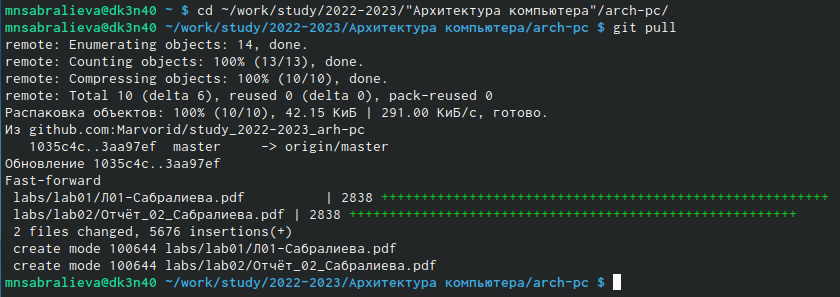 mnsabralieva@dk3n40 ~ $ cd ~/work/study/2022-2023/"Архитектура компьютера"/arch-pc/
mnsabralieva@dk3n40 ~/work/study/2022-2023/Архитектура компьютера/arch-pc $ git pull
remote: Enumerating objects: 14, done.
remote: Counting objects: 100% (13/13), done.
remote: Compressing objects: 100% (10/10), done.
remote: Total 10 (delta 6), reused 0 (delta 0), pack-reused 0
Распаковка объектов: 100% (10/10), 42.15 КиБ | 291.00 КиБ/с, готово.
Из github.com:Marvorid/study_2022-2023_arh-pc
   1035c4c..3aa97ef  master     -> origin/master
Обновление 1035c4c..3aa97ef
Fast-forward
 labs/lab01/Л01-Сабралиева.pdf          | 2838 ++++++++++++++++++++++++++++++++++++++++++++++++++++++++
 labs/lab02/Отчёт_02_Сабралиева.pdf | 2838 ++++++++++++++++++++++++++++++++++++++++++++++++++++++++
 2 files changed, 5676 insertions(+)
 create mode 100644 labs/lab01/Л01-Сабралиева.pdf
 create mode 100644 labs/lab02/Отчёт_02_Сабралиева.pdf
mnsabralieva@dk3n40 ~/work/study/2022-2023/Архитектура компьютера/arch-pc $